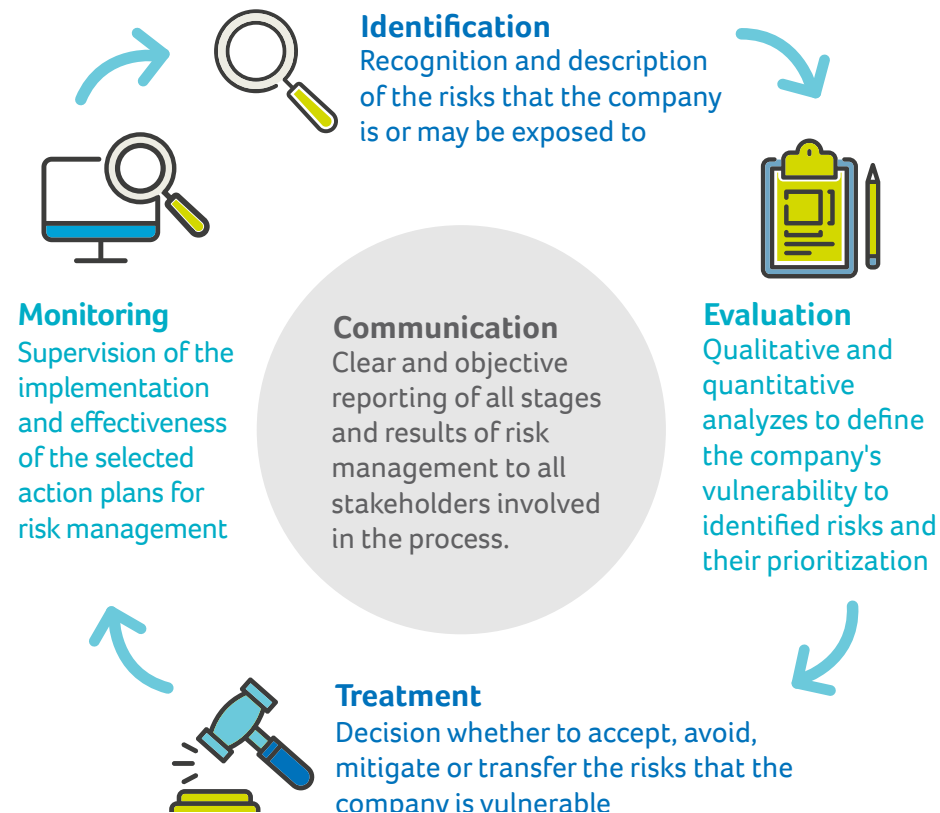 Identification
Recognition and description
of the risks that the company
is or may be exposed to
Evaluation
Qualitative and
quantitative
analyzes to define
the company's
vulnerability to
identified risks and
their prioritization
Treatment
Decision whether to accept, avoid,
mitigate or transfer the risks that the
company is vulnerable
Monitoring
Supervision of the
implementation
and effectiveness
of the selected
action plans for
risk management
Communication
Clear and objective
reporting of all stages
and results of risk
management to all
stakeholders involved
in the process.